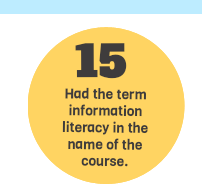 15
Had the term
information
literacy in the
name of the
course.